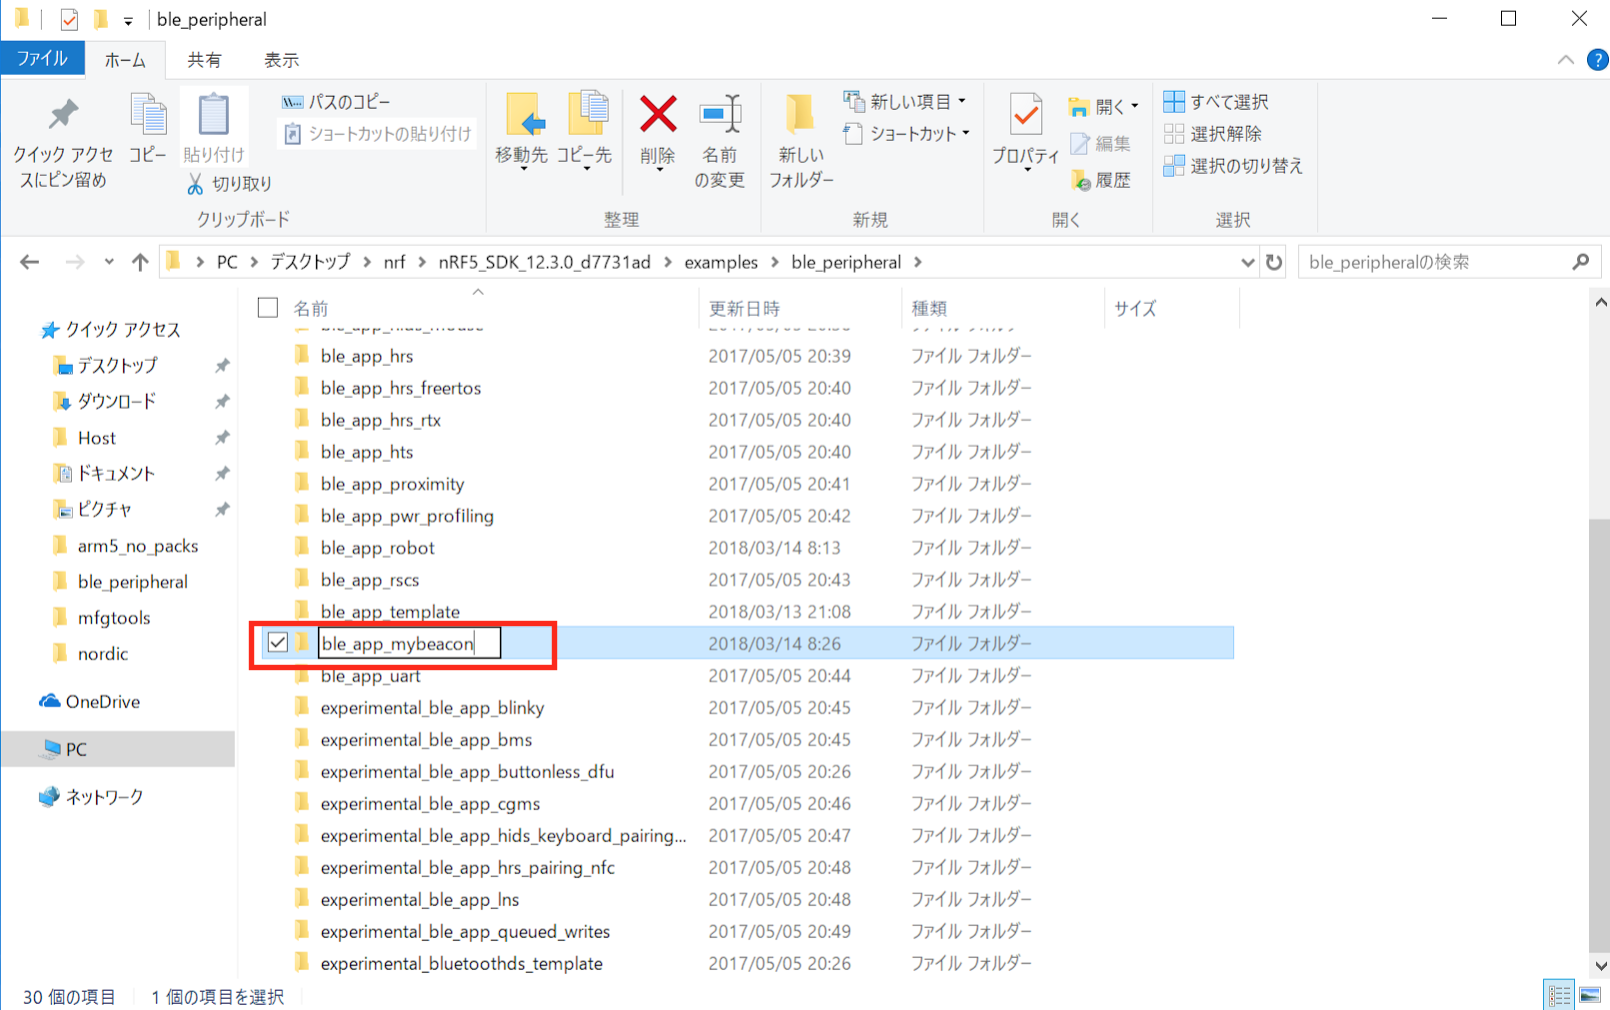 ble_peripheral
ファイル ホーム 共有 表示
クイック アクセスにピン留め
コピー
貼り付け
パスのコピー
ショートカットの貼り付け
切り取り
クリップボード
移動先
コピー先
削除
名前の変更
整理
新しいフォルダー
新しい項目
ショートカット
新規
プロパティ
開く
編集
履歴
開く
すべて選択
選択解除
選択の切り替え
選択
PC > デスクトップ > nrf > nRF5_SDK_12.3.0_d7731ad > examples > ble_peripheral >
ble_peripheralの検索
クイック アクセス
デスクトップ
ダウンロード
Host
ドキュメント
ピクチャ
arm5_no_packs
ble_peripheral
mfgtools
nordic
OneDrive
PC
ネットワーク
名前 更新日時 種類 サイズ
ble_app_hrs 2017/05/05 20:39 ファイル フォルダー
ble_app_hrs_freertos 2017/05/05 20:40 ファイル フォルダー
ble_app_hrs_rtx 2017/05/05 20:40 ファイル フォルダー
ble_app_hts 2017/05/05 20:40 ファイル フォルダー
ble_app_proximity 2017/05/05 20:41 ファイル フォルダー
ble_app_pwr_profiling 2017/05/05 20:42 ファイル フォルダー
ble_app_robot 2018/03/14 8:13 ファイル フォルダー
ble_app_rscs 2017/05/05 20:43 ファイル フォルダー
ble_app_template 2018/03/13 21:08 ファイル フォルダー
ble_app_mybeacon 2018/03/14 8:26 ファイル フォルダー
ble_app_uart 2017/05/05 20:44 ファイル フォルダー
experimental_ble_app_blinky 2017/05/05 20:45 ファイル フォルダー
experimental_ble_app_bms 2017/05/05 20:45 ファイル フォルダー
experimental_ble_app_buttonless_dfu 2017/05/05 20:26 ファイル フォルダー
experimental_ble_app_cgms 2017/05/05 20:46 ファイル フォルダー
experimental_ble_app_hids_keyboard_pairing... 2017/05/05 20:47 ファイル フォルダー
experimental_ble_app_hrs_pairing_nfc 2017/05/05 20:48 ファイル フォルダー
experimental_ble_app_lns 2017/05/05 20:48 ファイル フォルダー
experimental_ble_app_queued_writes 2017/05/05 20:49 ファイル フォルダー
experimental_bluetoothds_template 2017/05/05 20:26 ファイル フォルダー
30 個の項目 1 個の項目を選択